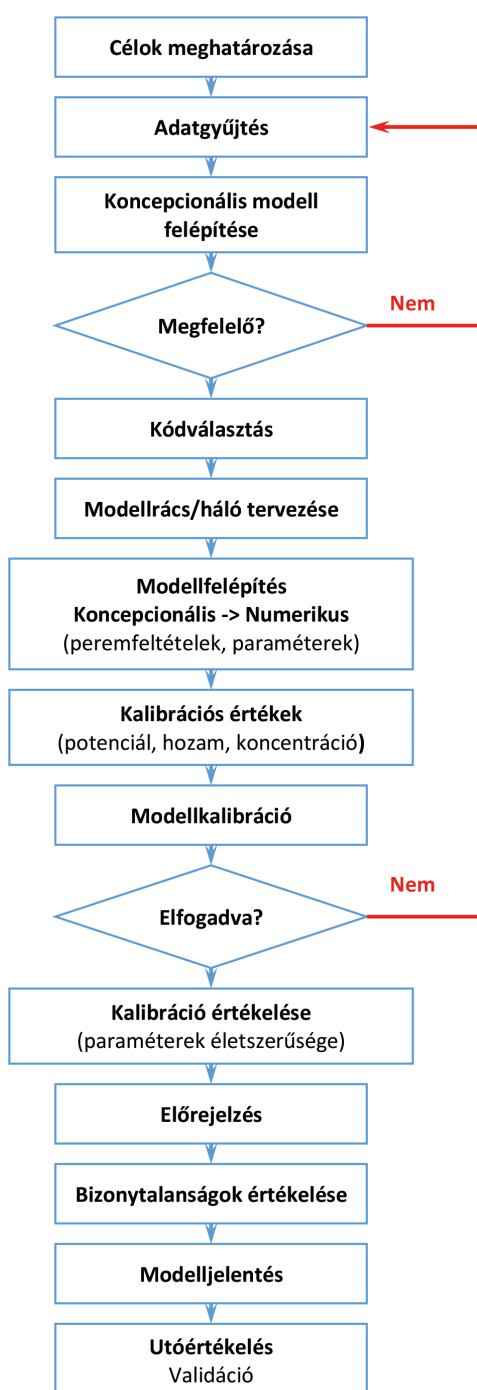 Célok meghatározása
Adatgyűjtés
Koncepcionális modell
felépítése
Megfelelő?
Nem
Kódválasztás
Modellrács/háló tervezése
Modellfelépítés
Koncepcionális -> Numerikus
(peremfeltételek, paraméterek)
Kalibrációs értékek
(potenciál, hozam, koncentráció)
Modellkalibráció
Elfogadva?
Nem
Kalibráció értékelése
(paraméterek életszerűsége)
Előrejelzés
Bizonytalanságok értékelése
Modelljelentés
Utóértékelés
Validáció